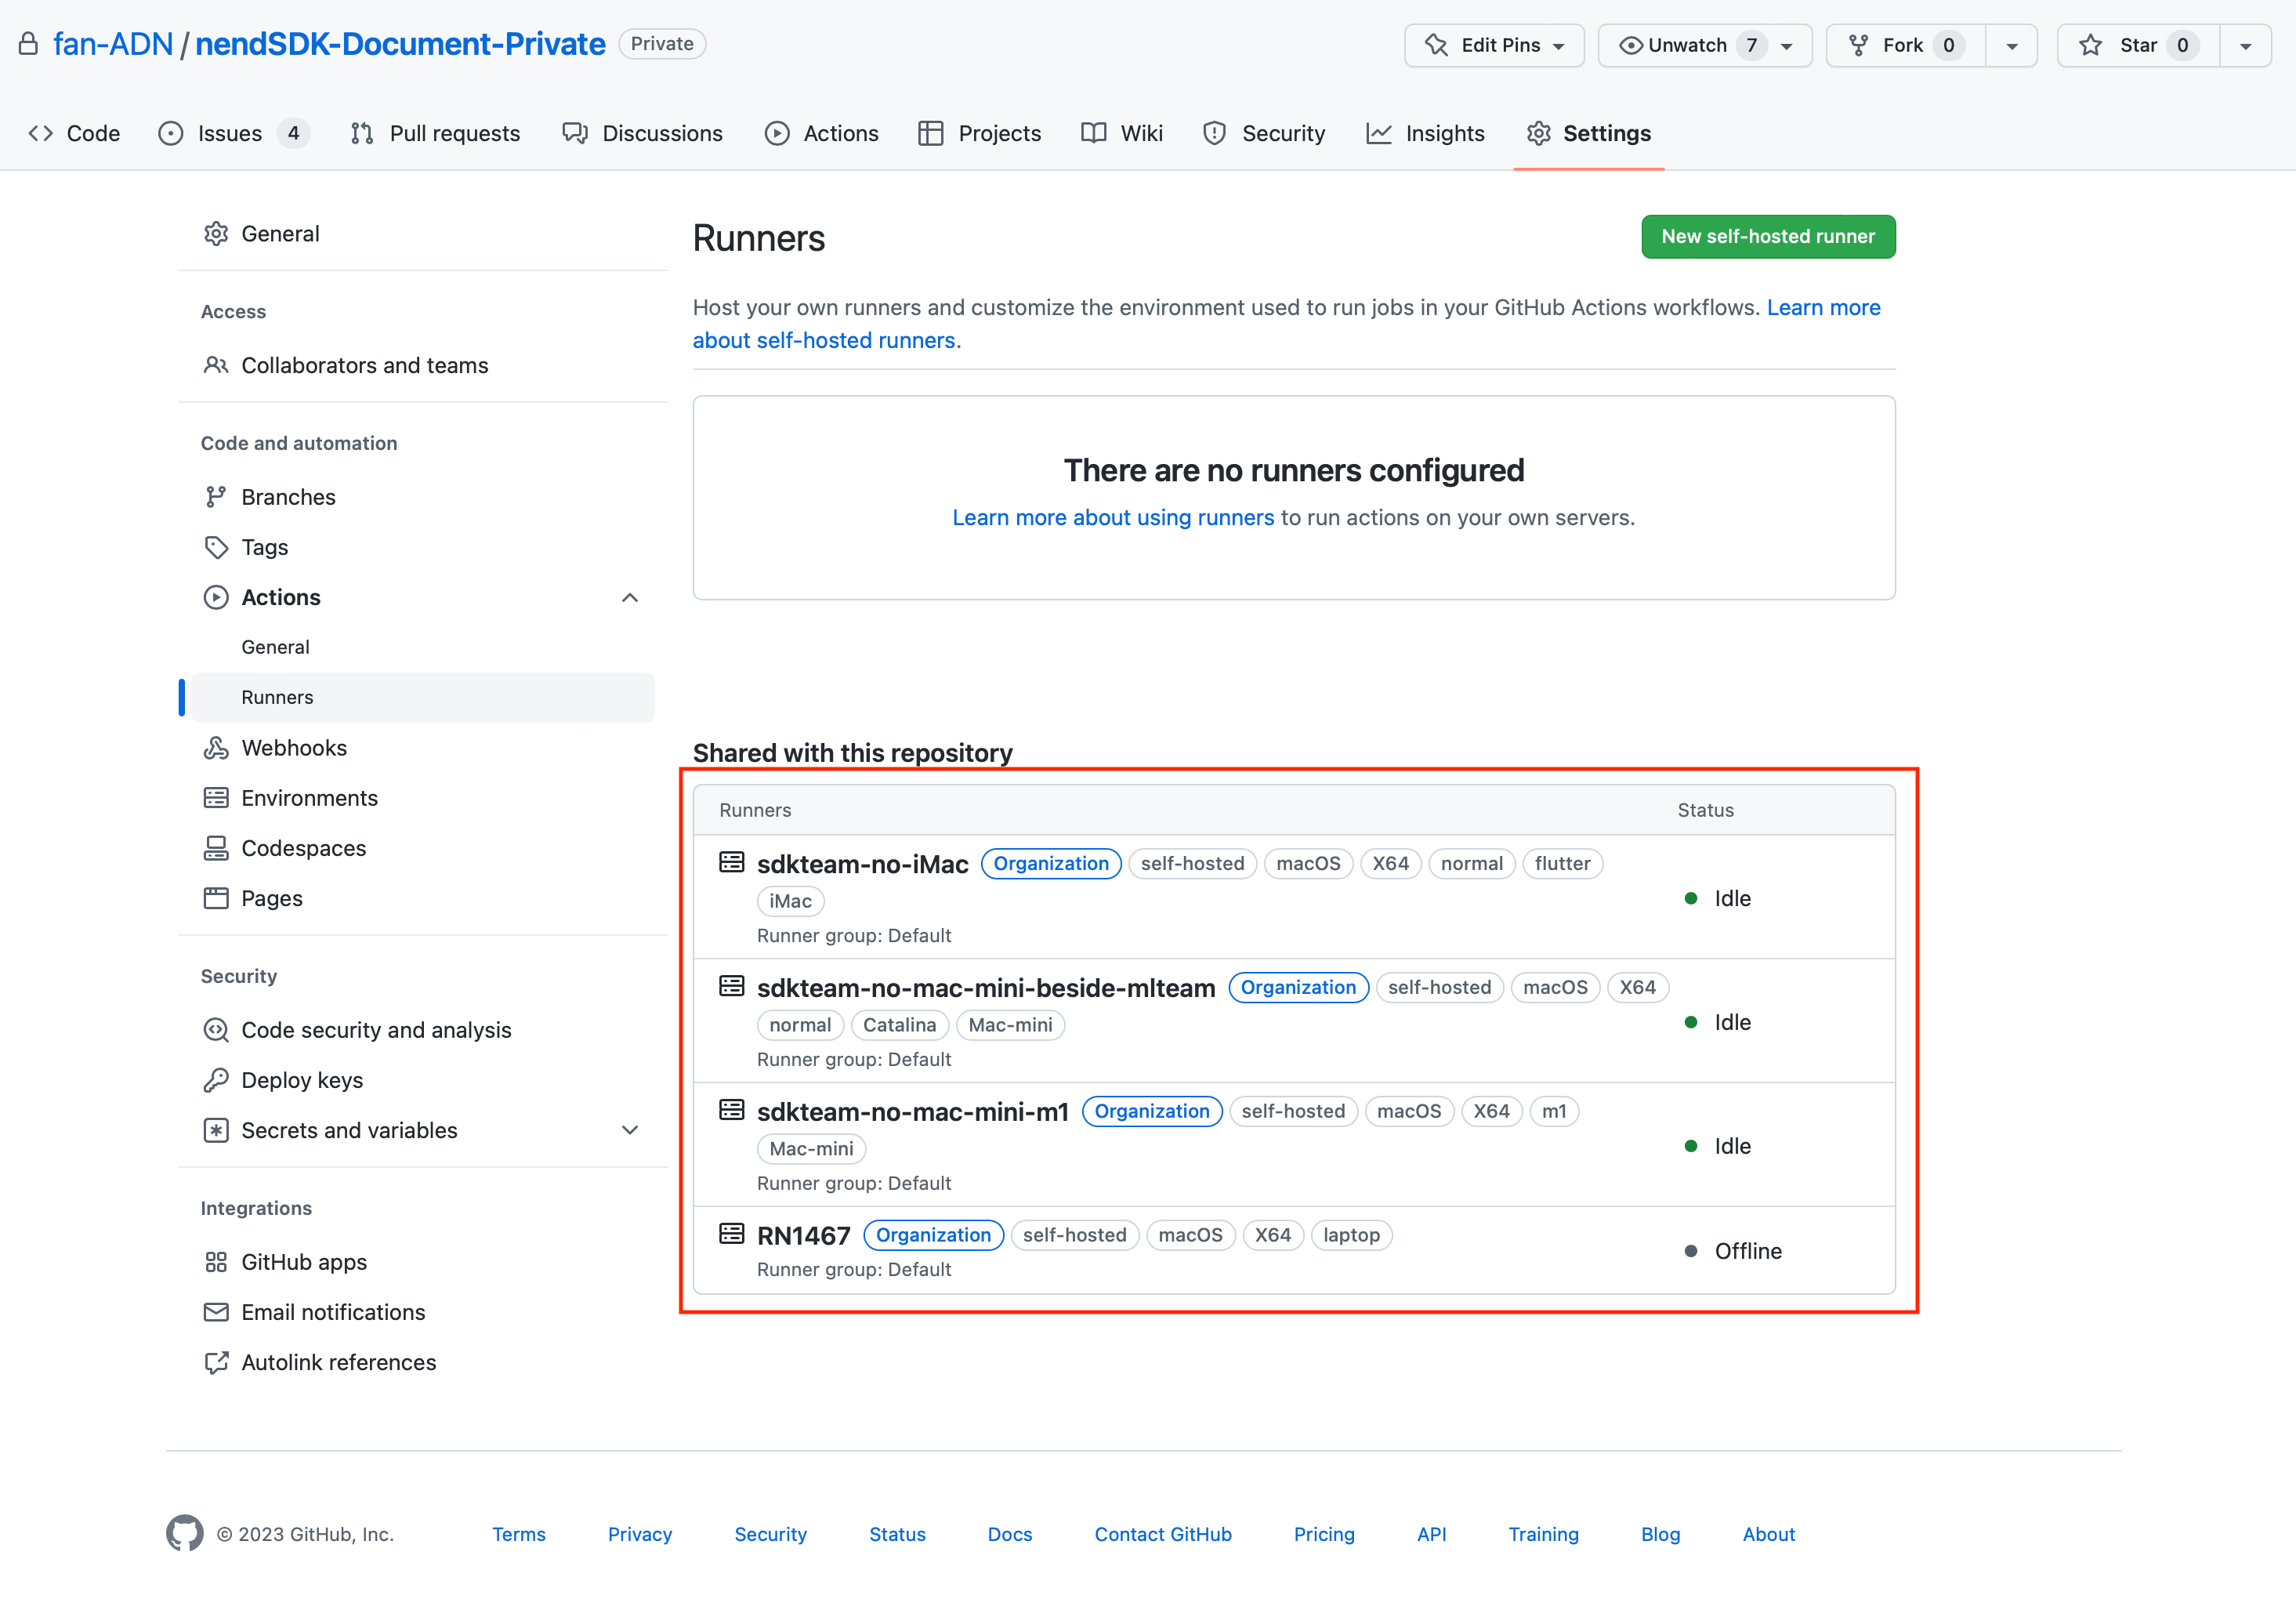 fan-ADN / nendSDK-Document-Private Private Edit Pins Unwatch 7 Fork 0 Star 0
Code Issues 4 Pull requests Discussions Actions Projects Wiki Security Insights Settings
General
Access
Collaborators and teams
Code and automation
Branches
Tags
Actions
General
Runners
Webhooks
Environments
Codespaces
Pages
Security
Code security and analysis
Deploy keys
Secrets and variables
Integrations
GitHub apps
Email notifications
Autolink references
Runners New self-hosted runner
Host your own runners and customize the environment used to run jobs in your GitHub Actions workflows. Learn more
about self-hosted runners.
There are no runners configured
Learn more about using runners to run actions on your own servers.
Shared with this repository
Runners Status
sdkteam-no-iMac Organization self-hosted macOS X64 normal flutter
iMac
Idle
Runner group: Default
sdkteam-no-mac-mini-beside-mlteam Organization self-hosted macOS X64
normal Catalina Mac-mini
Idle
Runner group: Default
sdkteam-no-mac-mini-m1 Organization self-hosted macOS X64 m1
Mac-mini
Idle
Runner group: Default
RN1467 Organization self-hosted macOS X64 laptop
Offline
Runner group: Default
© 2023 GitHub, Inc. Terms Privacy Security Status Docs Contact GitHub Pricing API Training Blog About